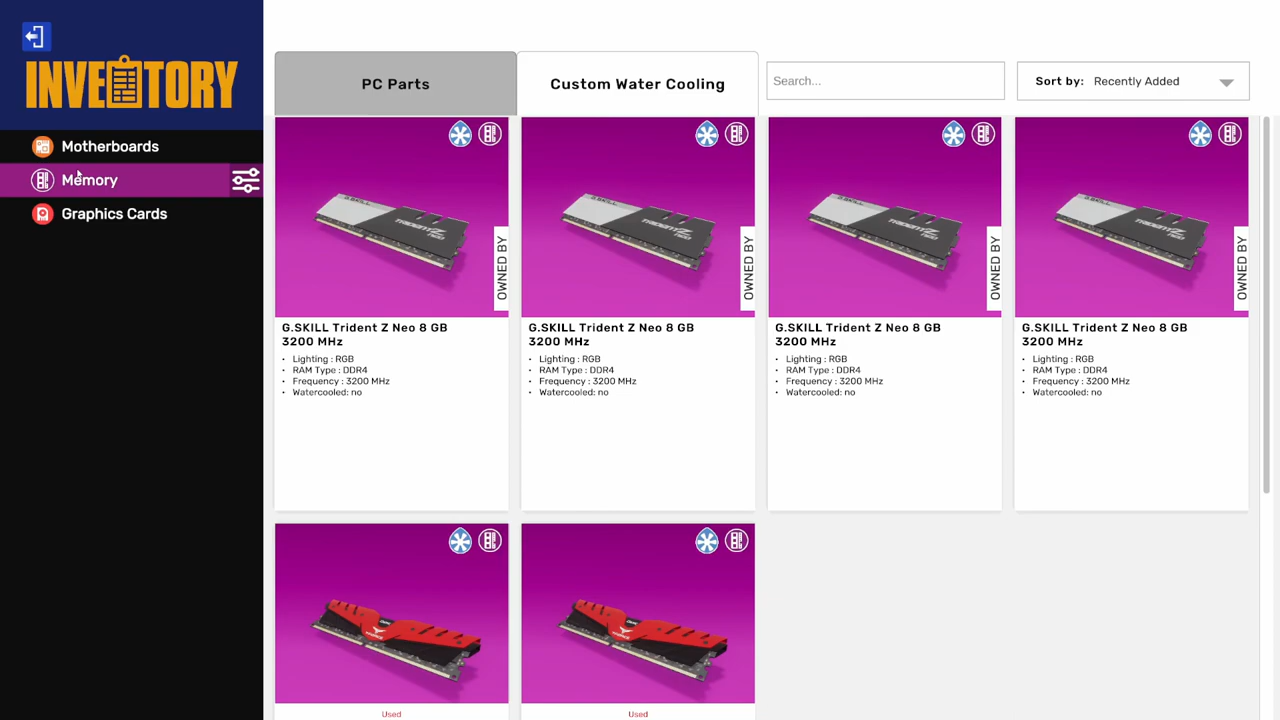 INVENTORY
Motherboards
Memory
Graphics Cards
PC Parts
Custom Water Cooling
Search...
Sort by: Recently Added
OWNED BY
OWNED BY
OWNED BY
OWNED BY
G.SKILL Trident Z Neo 8 GB
3200 MHz
• Lighting : RGB
• RAM Type : DDR4
• Frequency : 3200 MHz
• Watercooled: no
G.SKILL Trident Z Neo 8 GB
3200 MHz
• Lighting : RGB
• RAM Type : DDR4
• Frequency : 3200 MHz
• Watercooled: no
G.SKILL Trident Z Neo 8 GB
3200 MHz
• Lighting : RGB
• RAM Type : DDR4
• Frequency : 3200 MHz
• Watercooled: no
G.SKILL Trident Z Neo 8 GB
3200 MHz
• Lighting : RGB
• RAM Type : DDR4
• Frequency : 3200 MHz
• Watercooled: no
Used
Used